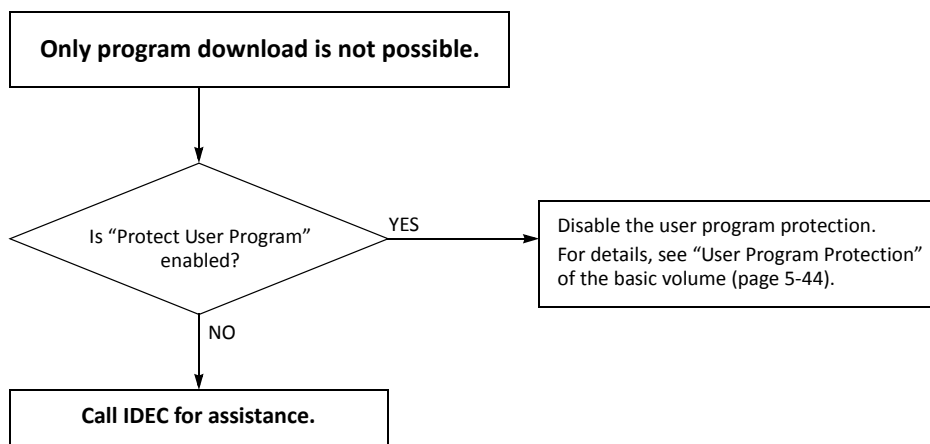 Only program download is not possible.
Is “Protect User Program”
enabled?
YES
Disable the user program protection.
For details, see “User Program Protection”
of the basic volume (page 5-44).
NO
Call IDEC for assistance.